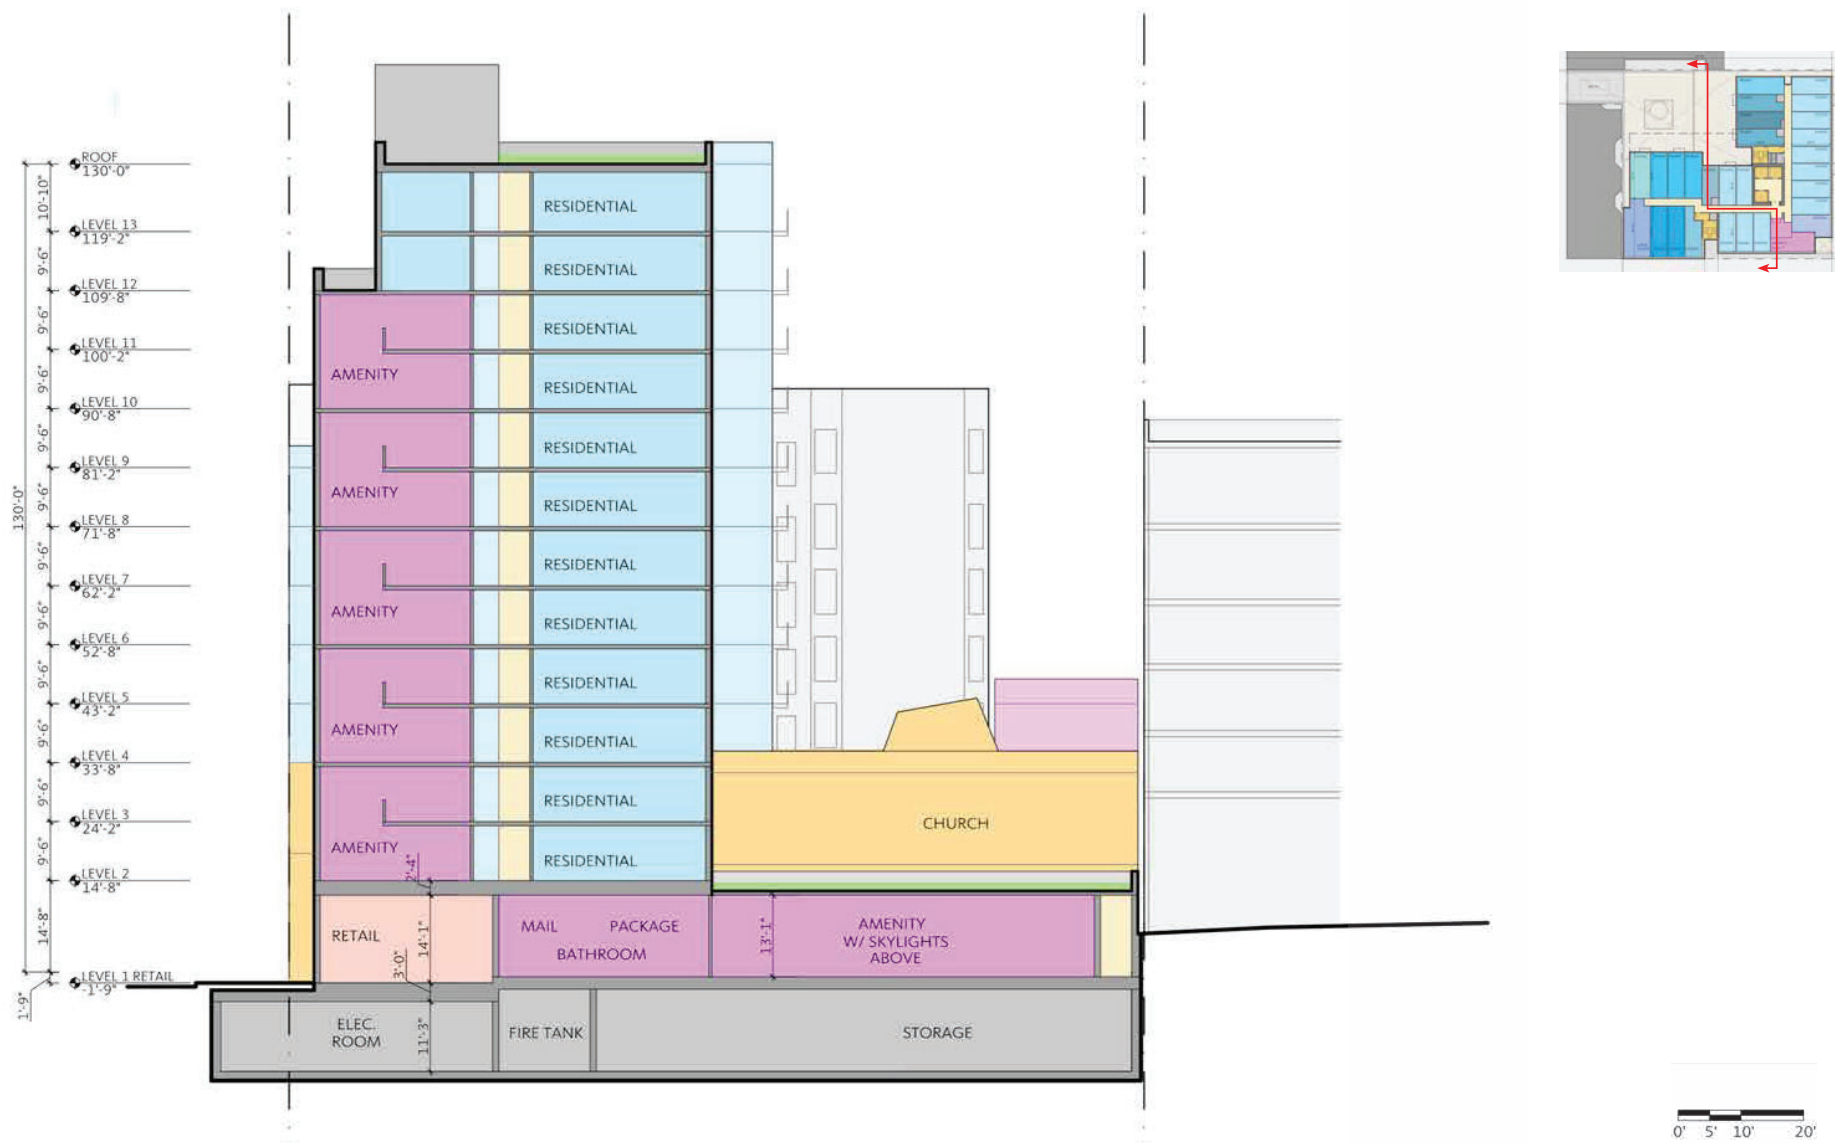 ROOF
130'-0"
10'-10"
LEVEL 13
119'-2"
9'-6"
LEVEL 12
109'-8"
9'-6"
LEVEL 11
100'-2"
9'-6"
LEVEL 10
90'-8"
9'-6"
LEVEL 9
81'-2"
9'-6"
LEVEL 8
71'-8"
9'-6"
LEVEL 7
62'-2"
9'-6"
LEVEL 6
52'-8"
9'-6"
LEVEL 5
43'-2"
9'-6"
LEVEL 4
33'-8"
9'-6"
LEVEL 3
24'-2"
9'-6"
LEVEL 2
14'-8"
14'-8"
LEVEL 1 RETAIL
-1'-9"
1'-9"
130'-0"
RESIDENTIAL
RESIDENTIAL
RESIDENTIAL
AMENITY
RESIDENTIAL
RESIDENTIAL
AMENITY
RESIDENTIAL
RESIDENTIAL
AMENITY
RESIDENTIAL
RESIDENTIAL
AMENITY
RESIDENTIAL
RESIDENTIAL
AMENITY
RESIDENTIAL
2'-4"
CHURCH
RETAIL
14'-1"
3'-0"
MAIL PACKAGE
BATHROOM
13'-1"
AMENITY
W/ SKYLIGHTS
ABOVE
ELEC.
ROOM
11'-3"
FIRE TANK
STORAGE
0' 5' 10' 20'